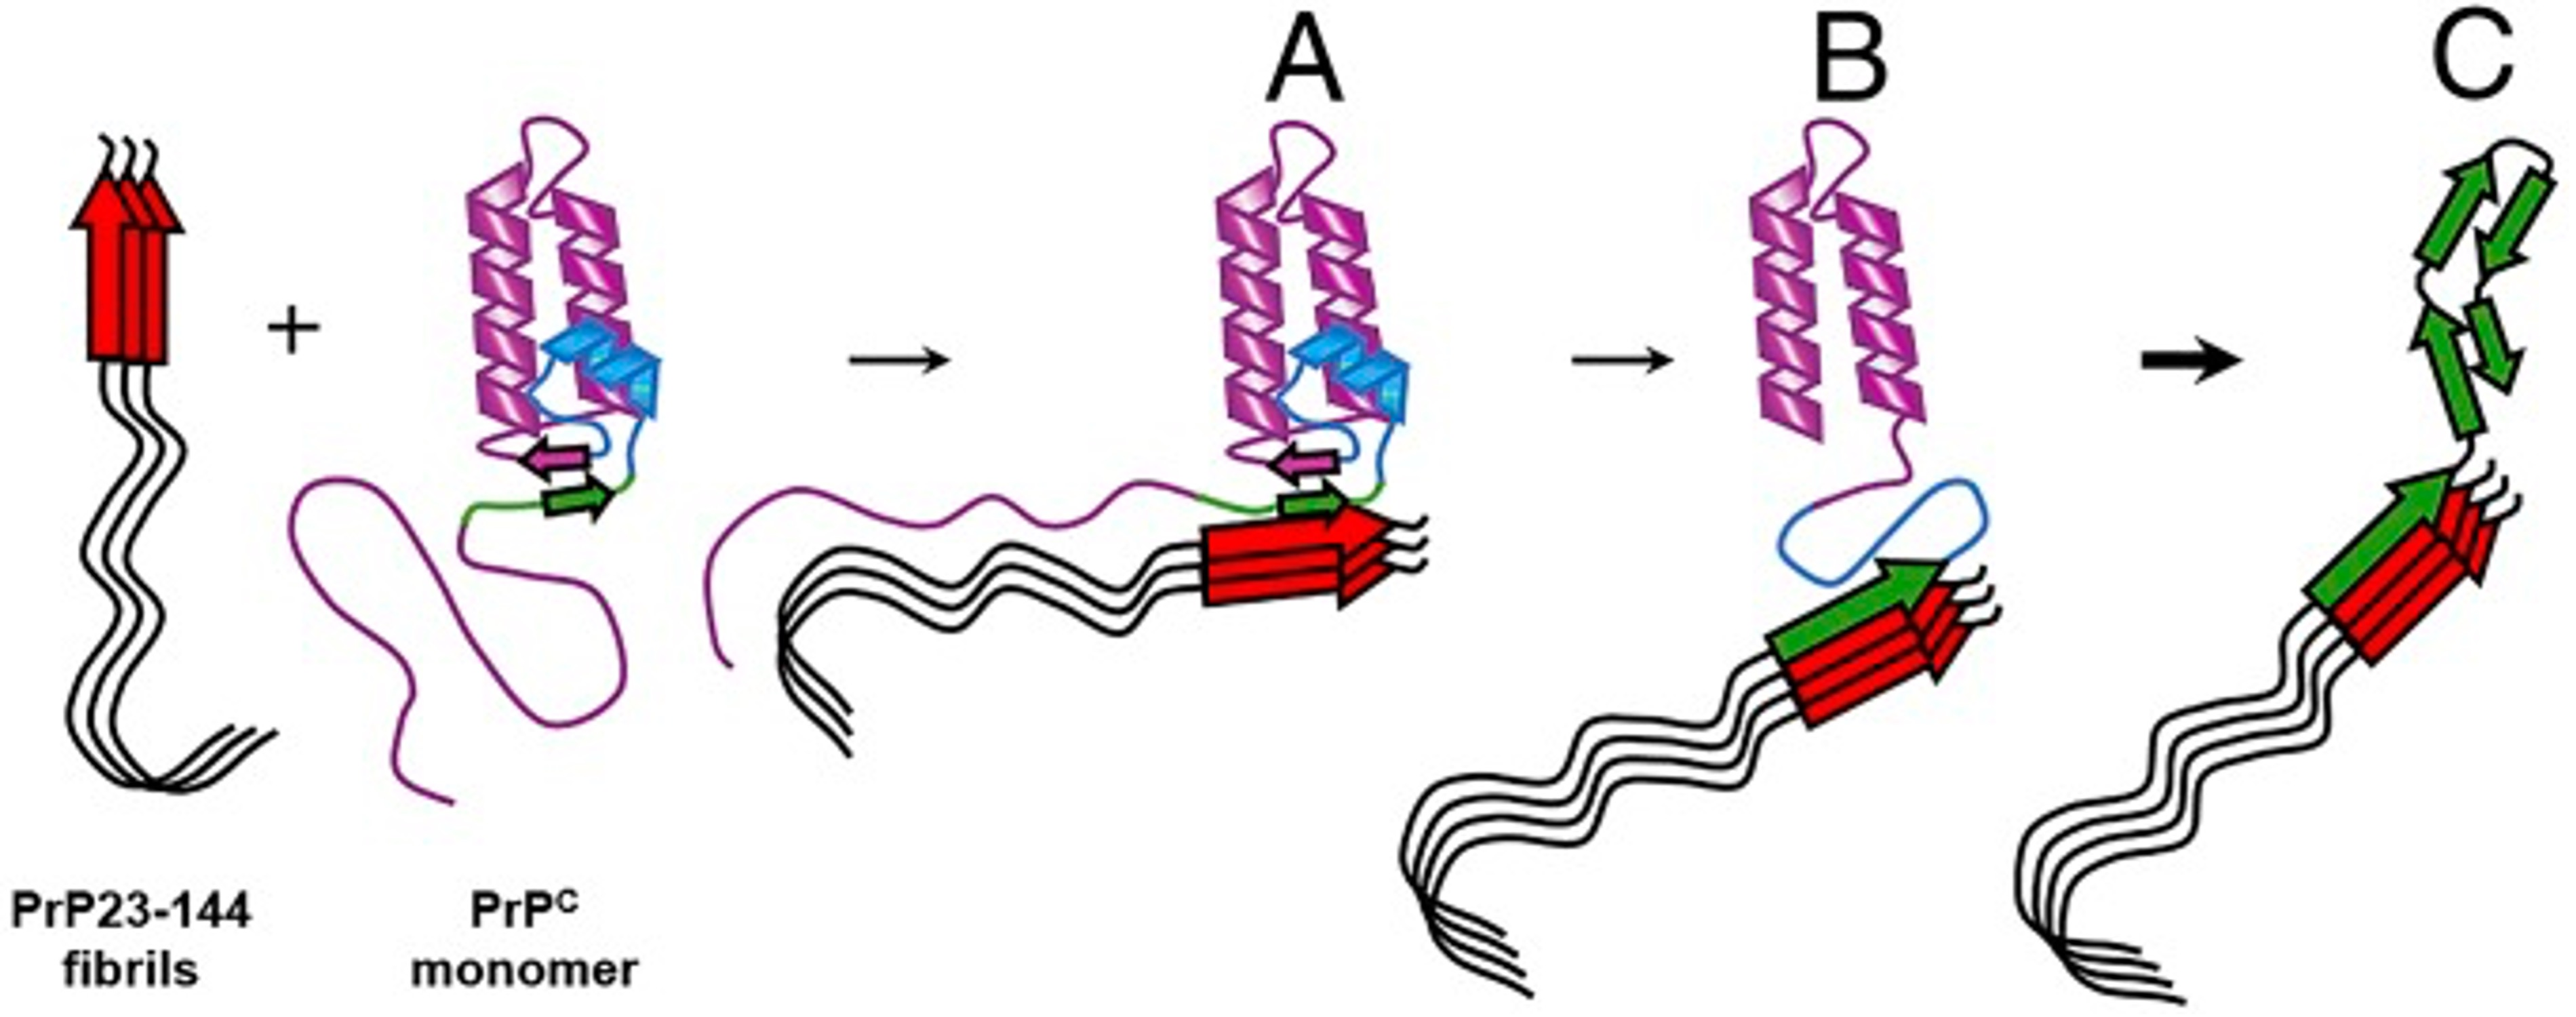 A
B
C
+
PrP23-144
fibrils
PrPᶜ
monomer